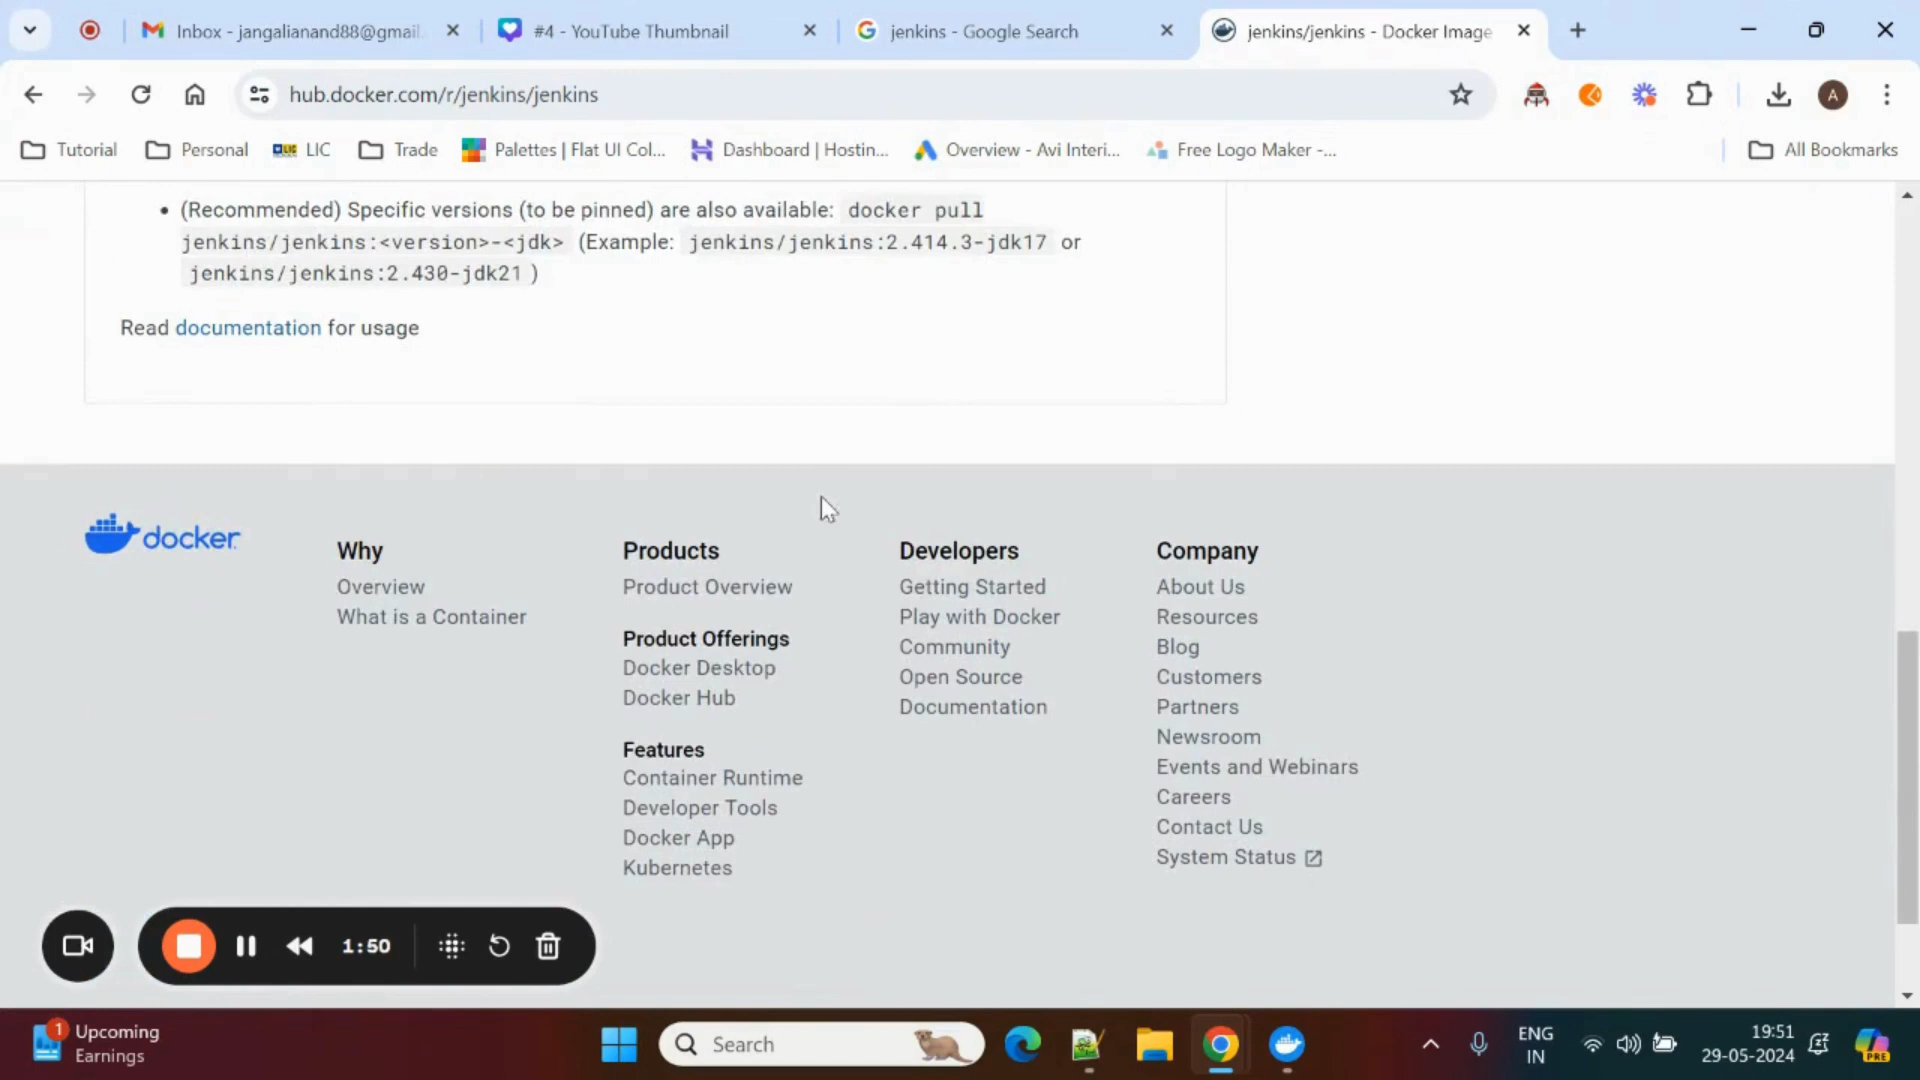 Inbox - jangalianand88@gmail.
#4 - YouTube Thumbnail
jenkins - Google Search
jenkins/jenkins - Docker Image
hub.docker.com/r/jenkins/jenkins
A
Tutorial
Personal
LIC
Trade
Palettes | Flat UI Col...
Dashboard | Hostin...
Overview - Avi Interi...
Free Logo Maker -...
All Bookmarks
• (Recommended) Specific versions (to be pinned) are also available: docker pull
jenkins/jenkins:<version>-<jdk> (Example: jenkins/jenkins:2.414.3-jdk17 or
jenkins/jenkins:2.430-jdk21 )
Read documentation for usage
docker
Why
Overview
What is a Container
Products
Product Overview
Product Offerings
Docker Desktop
Docker Hub
Features
Container Runtime
Developer Tools
Docker App
Kubernetes
Developers
Getting Started
Play with Docker
Community
Open Source
Documentation
Company
About Us
Resources
Blog
Customers
Partners
Newsroom
Events and Webinars
Careers
Contact Us
System Status
1:50
1
Upcoming
Earnings
Search
ENG
IN
19:51
29-05-2024
PRE